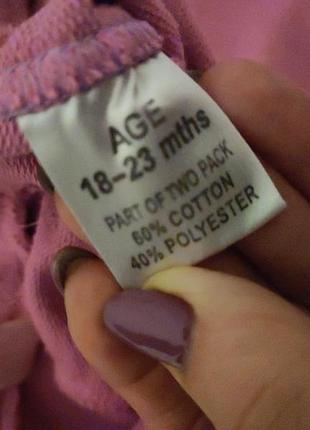 AGE
18-23 mths
PART OF TWO PACK
60% COTTON
40% POLYESTER